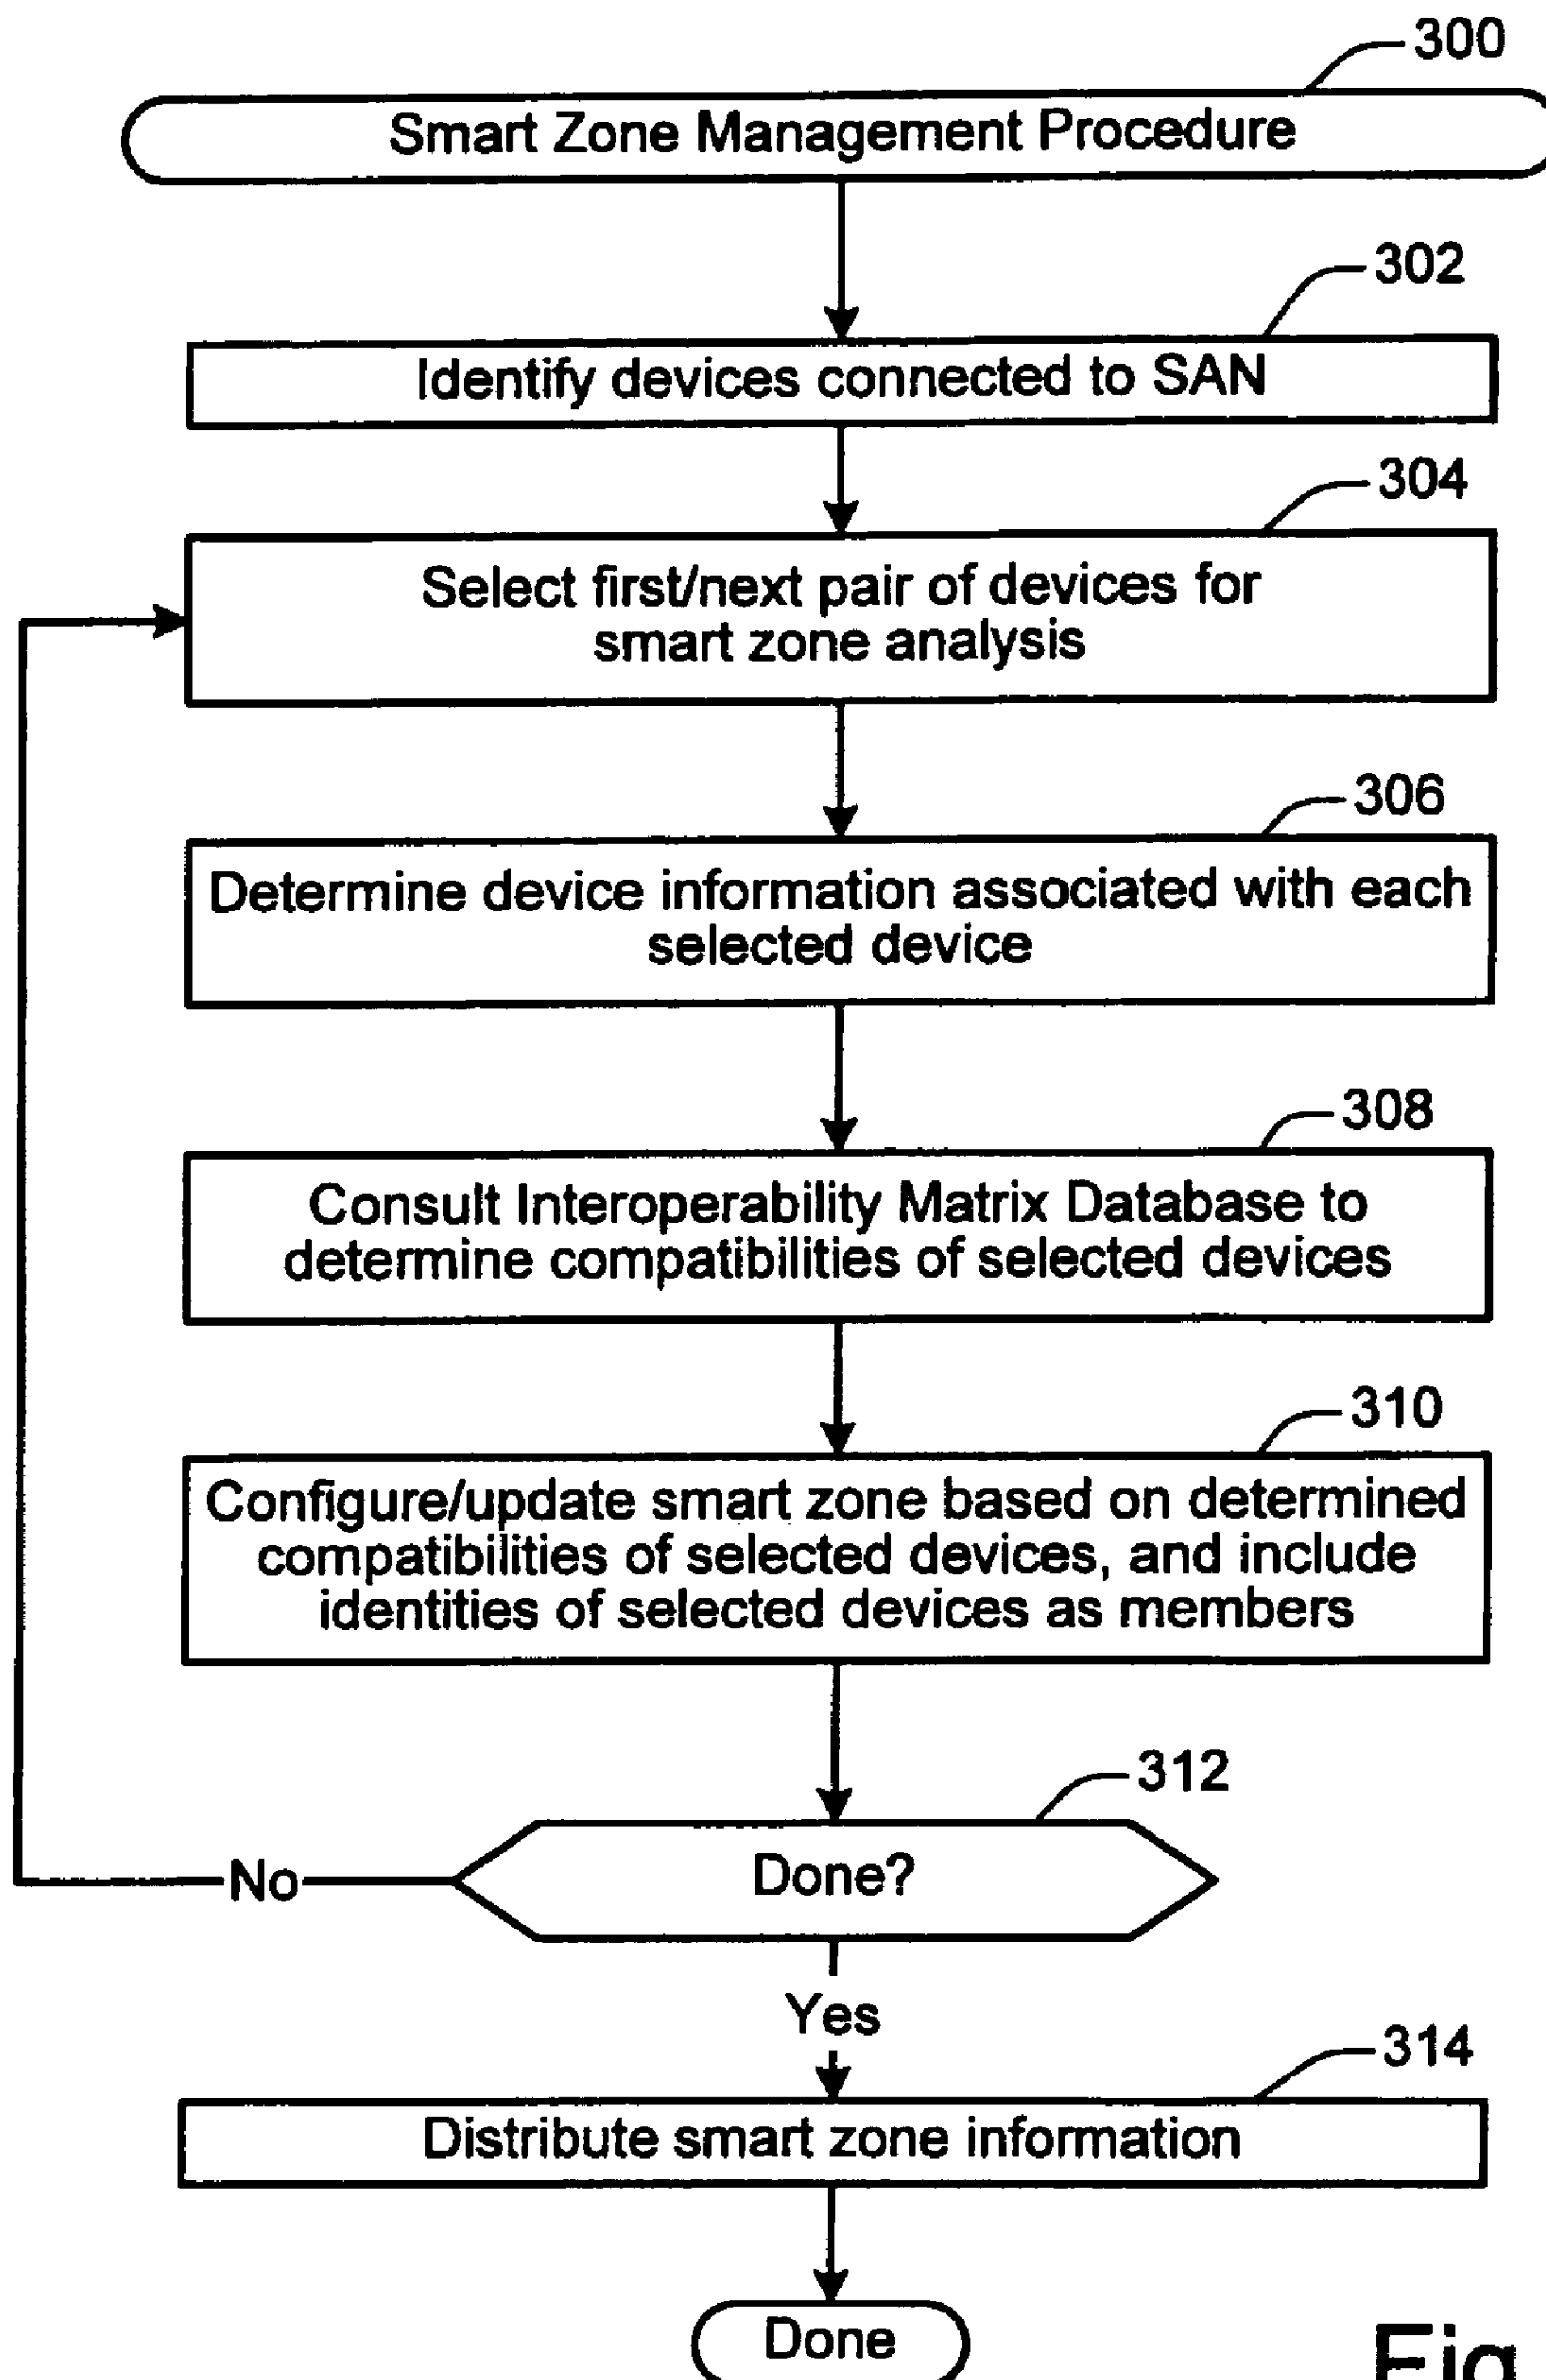 300
Smart Zone Management Procedure
302
Identify devices connected to SAN
304
Select first/next pair of devices for
smart zone analysis
306
Determine device information associated with each
selected device
308
Consult Interoperability Matrix Database to
determine compatibilities of selected devices
310
Configure/update smart zone based on determined
compatibilities of selected devices, and include
identities of selected devices as members
312
Done?
No
Yes
314
Distribute smart zone information
Done
Fig